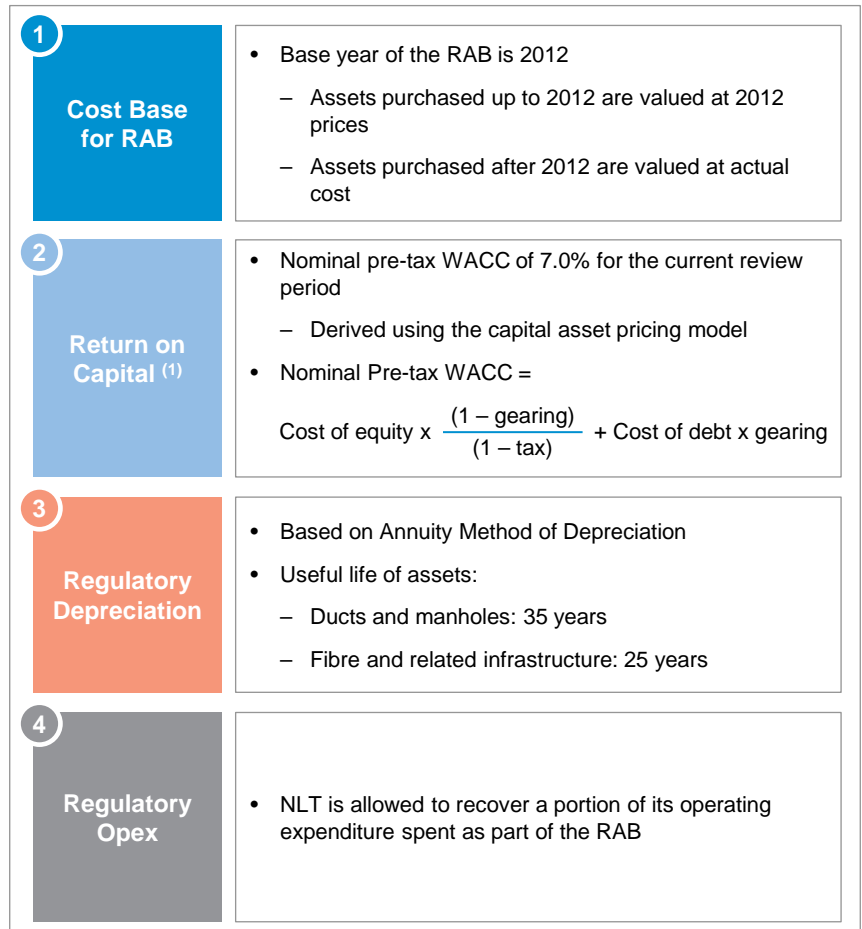 1
Cost Base
for RAB
• Base year of the RAB is 2012
– Assets purchased up to 2012 are valued at 2012
prices
– Assets purchased after 2012 are valued at actual
cost
2
Return on
Capital (1)
• Nominal pre-tax WACC of 7.0% for the current review
period
– Derived using the capital asset pricing model
• Nominal Pre-tax WACC =
(1 – gearing)
Cost of equity x + Cost of debt x gearing
(1 – tax)
3
Regulatory
Depreciation
• Based on Annuity Method of Depreciation
• Useful life of assets:
– Ducts and manholes: 35 years
– Fibre and related infrastructure: 25 years
4
Regulatory
Opex
• NLT is allowed to recover a portion of its operating
expenditure spent as part of the RAB